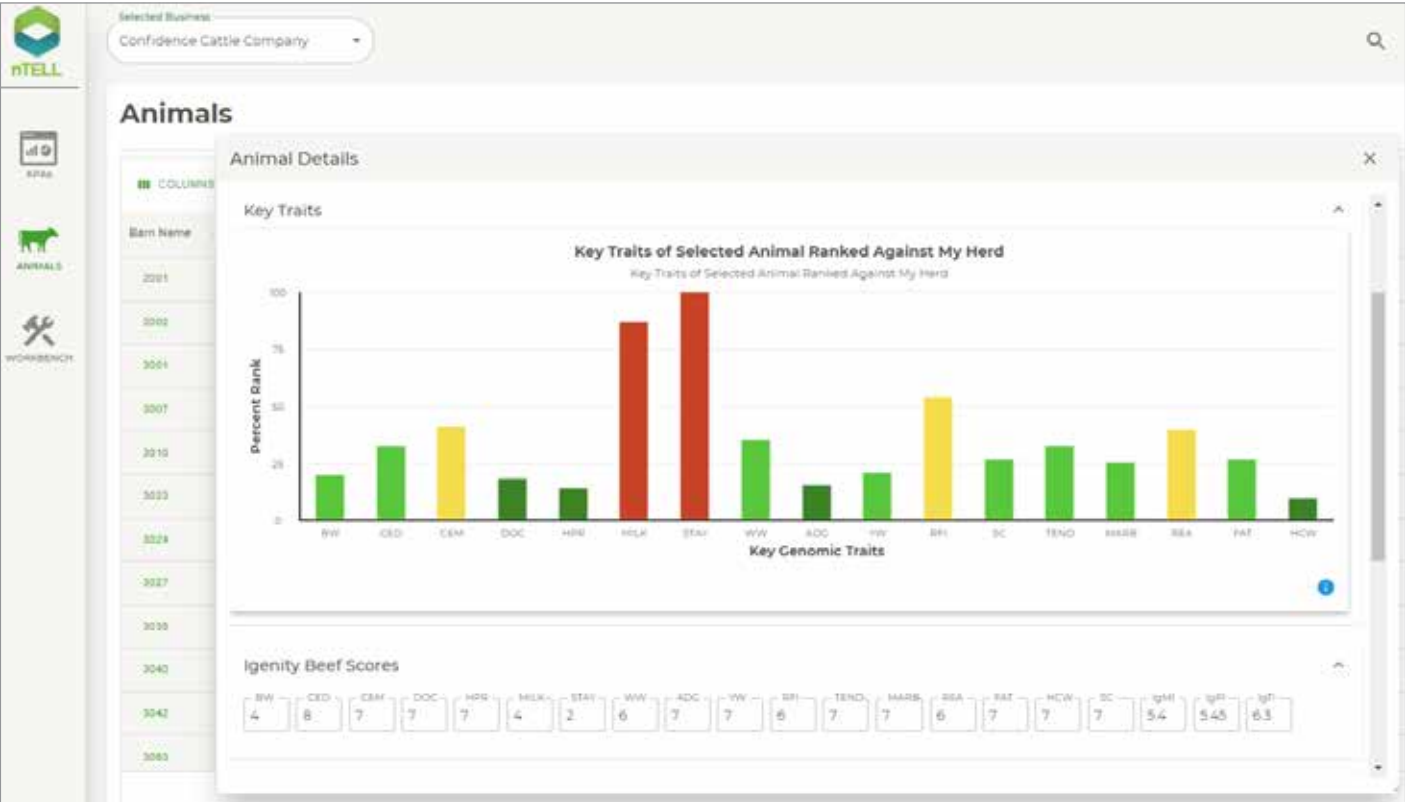 Selected Business
Confidence Cattle Company
nTELL
Animals
KPAs
ANIMALS
WORKBENCH
COLUMNS
Barn Name
2001
3002
3007
3010
3023
3024
3027
3039
3040
3042
3063
Animal Details
Key Traits
Key Traits of Selected Animal Ranked Against My Herd
Key Traits of Selected Animal Ranked Against My Herd
Percent Rank
100
75
50
25
0
BW CED CEM DOC HPR MILK STAY WW ADG YW RFI SC TEND MARB REA FAT HCW
Key Genomic Traits
Igenity Beef Scores
BW CED CEM DOC HPR MILK STAY WW ADG YW RFI TEND MARB REA FAT HCW SC IgMI IgPI IgTI
4 8 7 7 7 4 2 6 7 7 6 7 7 6 7 7 7 5.4 5.45 6.3